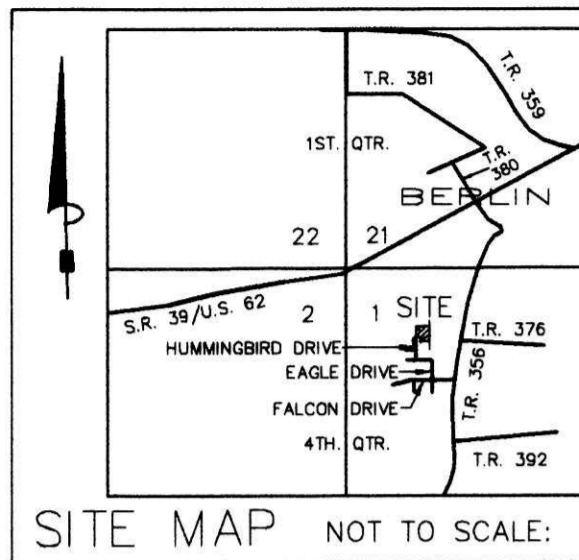 T.R. 381
T.R. 359
1ST. QTR.
T.R.
380
BERLIN
22
21
S.R. 39/U.S. 62
2
1
SITE
HUMMINGBIRD DRIVE
T.R. 376
EAGLE DRIVE
T.R. 356
FALCON DRIVE
4TH. QTR.
T.R. 392
SITE MAP
NOT TO SCALE: